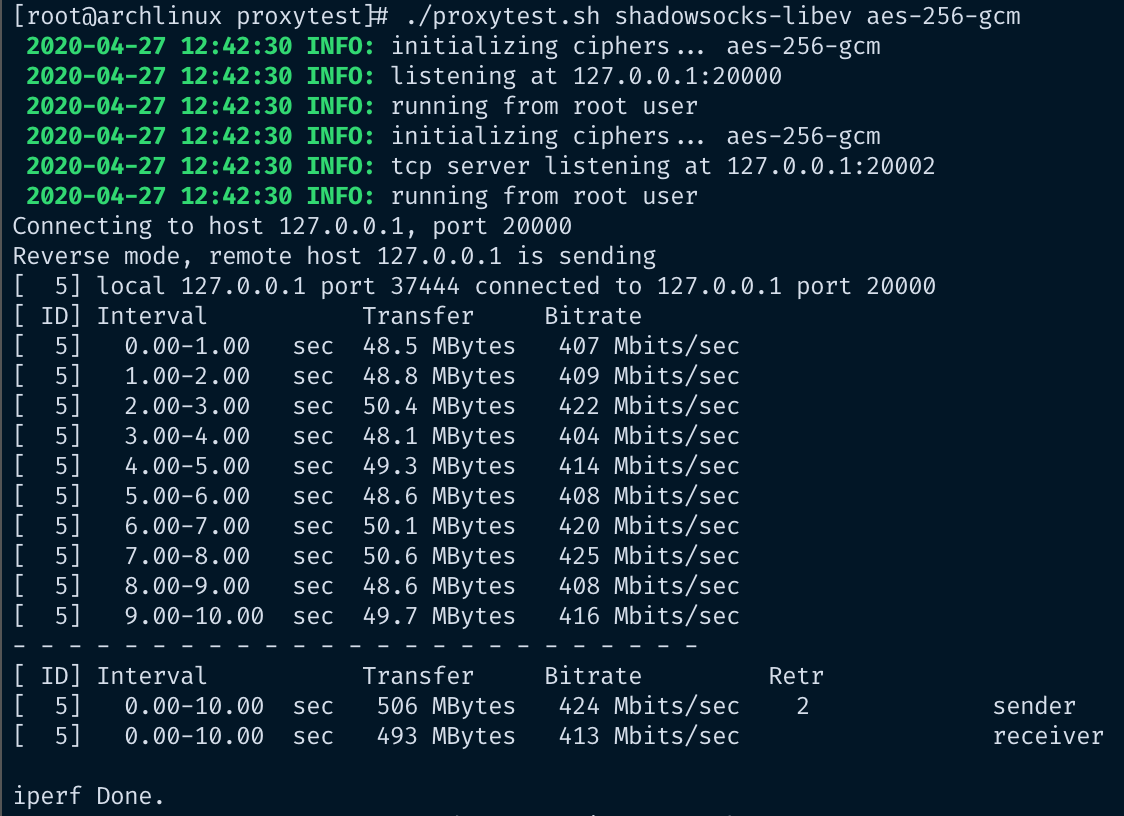 [root@archlinux proxytest]# ./proxytest.sh shadowsocks-libev aes-256-gcm
 2020-04-27 12:42:30 INFO: initializing ciphers... aes-256-gcm
 2020-04-27 12:42:30 INFO: listening at 127.0.0.1:20000
 2020-04-27 12:42:30 INFO: running from root user
 2020-04-27 12:42:30 INFO: initializing ciphers... aes-256-gcm
 2020-04-27 12:42:30 INFO: tcp server listening at 127.0.0.1:20002
 2020-04-27 12:42:30 INFO: running from root user
Connecting to host 127.0.0.1, port 20000
Reverse mode, remote host 127.0.0.1 is sending
[  5] local 127.0.0.1 port 37444 connected to 127.0.0.1 port 20000
[ ID] Interval           Transfer     Bitrate
[  5]   0.00-1.00   sec  48.5 MBytes   407 Mbits/sec
[  5]   1.00-2.00   sec  48.8 MBytes   409 Mbits/sec
[  5]   2.00-3.00   sec  50.4 MBytes   422 Mbits/sec
[  5]   3.00-4.00   sec  48.1 MBytes   404 Mbits/sec
[  5]   4.00-5.00   sec  49.3 MBytes   414 Mbits/sec
[  5]   5.00-6.00   sec  48.6 MBytes   408 Mbits/sec
[  5]   6.00-7.00   sec  50.1 MBytes   420 Mbits/sec
[  5]   7.00-8.00   sec  50.6 MBytes   425 Mbits/sec
[  5]   8.00-9.00   sec  48.6 MBytes   408 Mbits/sec
[  5]   9.00-10.00  sec  49.7 MBytes   416 Mbits/sec
- - - - - - - - - - - - - - - - - - - - - - - - -
[ ID] Interval           Transfer     Bitrate         Retr
[  5]   0.00-10.00  sec   506 MBytes   424 Mbits/sec    2             sender
[  5]   0.00-10.00  sec   493 MBytes   413 Mbits/sec                  receiver

iperf Done.